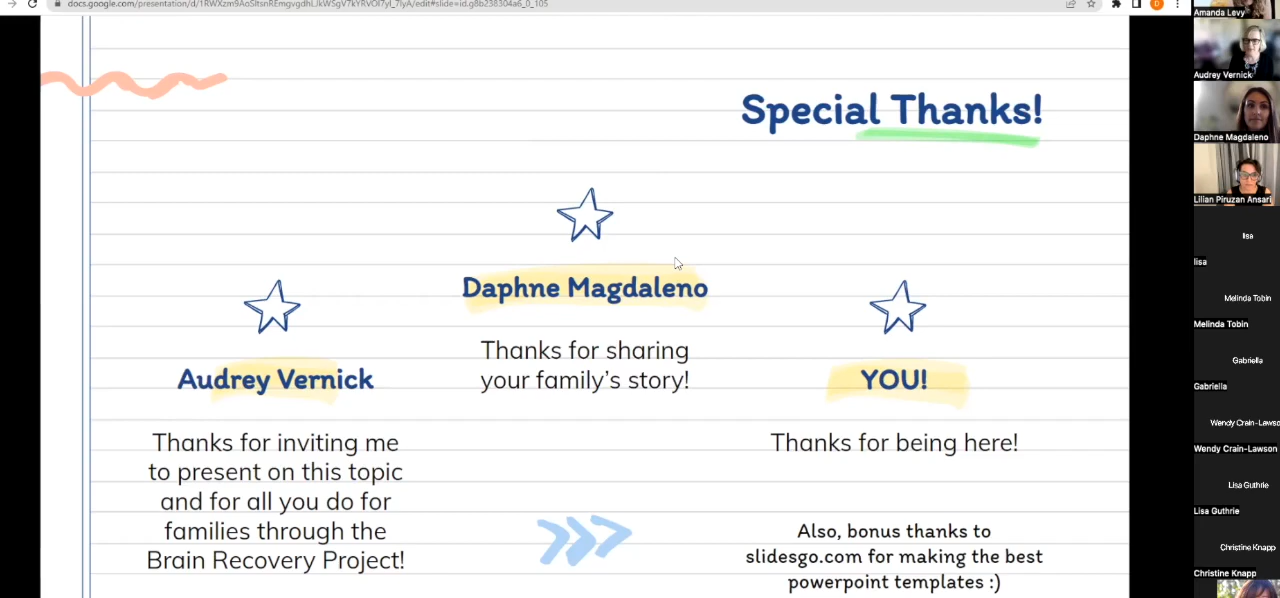 docs.google.com/presentation/d/1RWXzm9AoSltsnREmgvgdhLJkWSgV7kYRVOl7yl_7lyA/edit#slide=id.g8b238304a6_0_105
Special Thanks!
Daphne Magdaleno
Thanks for sharing
your family's story!
Audrey Vernick
Thanks for inviting me
to present on this topic
and for all you do for
families through the
Brain Recovery Project!
YOU!
Thanks for being here!
Also, bonus thanks to
slidesgo.com for making the best
powerpoint templates :)
D
Amanda Levy
Audrey Vernick
Daphne Magdaleno
Lilian Piruzan Ansari
lisa
lisa
Melinda Tobin
Melinda Tobin
Gabriella
Gabriella
Wendy Crain-Lawso
Wendy Crain-Lawson
Lisa Guthrie
Lisa Guthrie
Christine Knapp
Christine Knapp